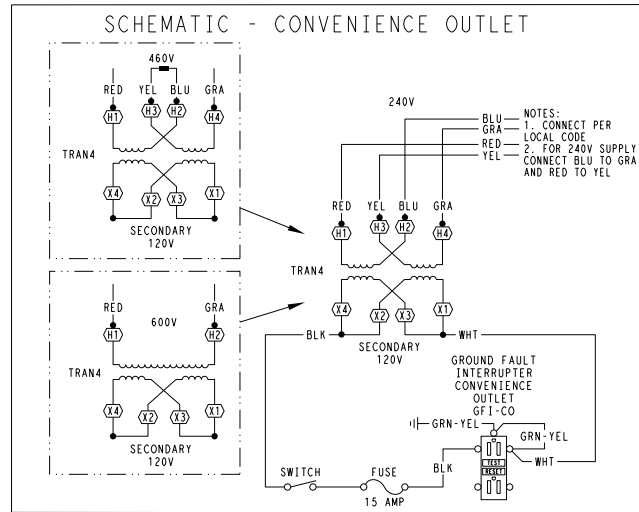 SCHEMATIC - CONVENIENCE OUTLET
460V
RED YEL BLU GRA
H1 H3 H2 H4
TRAN4
X4 X2 X3 X1
SECONDARY
120V
600V
RED GRA
H1 H2
TRAN4
X4 X2 X3 X1
SECONDARY
120V
240V
BLU
GRA
RED
YEL
NOTES:
1. CONNECT PER
LOCAL CODE
2. FOR 240V SUPPLY
CONNECT BLU TO GRA
AND RED TO YEL
RED YEL BLU GRA
H1 H3 H2 H4
TRAN4
X4 X2 X3 X1
BLK
WHT
SECONDARY
120V
GROUND FAULT
INTERRUPTER
CONVENIENCE
OUTLET
GFI-CO
GRN-YEL
GRN-YEL
WHT
BLK
TEST
RESET
SWITCH
FUSE
15 AMP